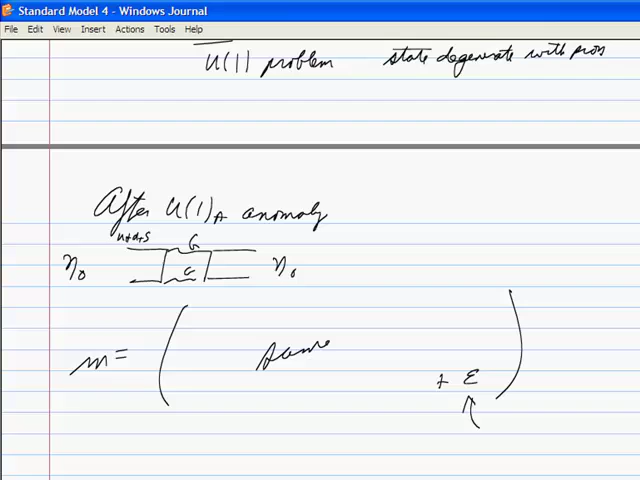 Standard Model 4 - Windows Journal
File Edit View Insert Actions Tools Help
U(1) problem state degenerate with pions
After U(1)A anomaly
u+d+s G
η0 G η0
m = ( same )
+ ε